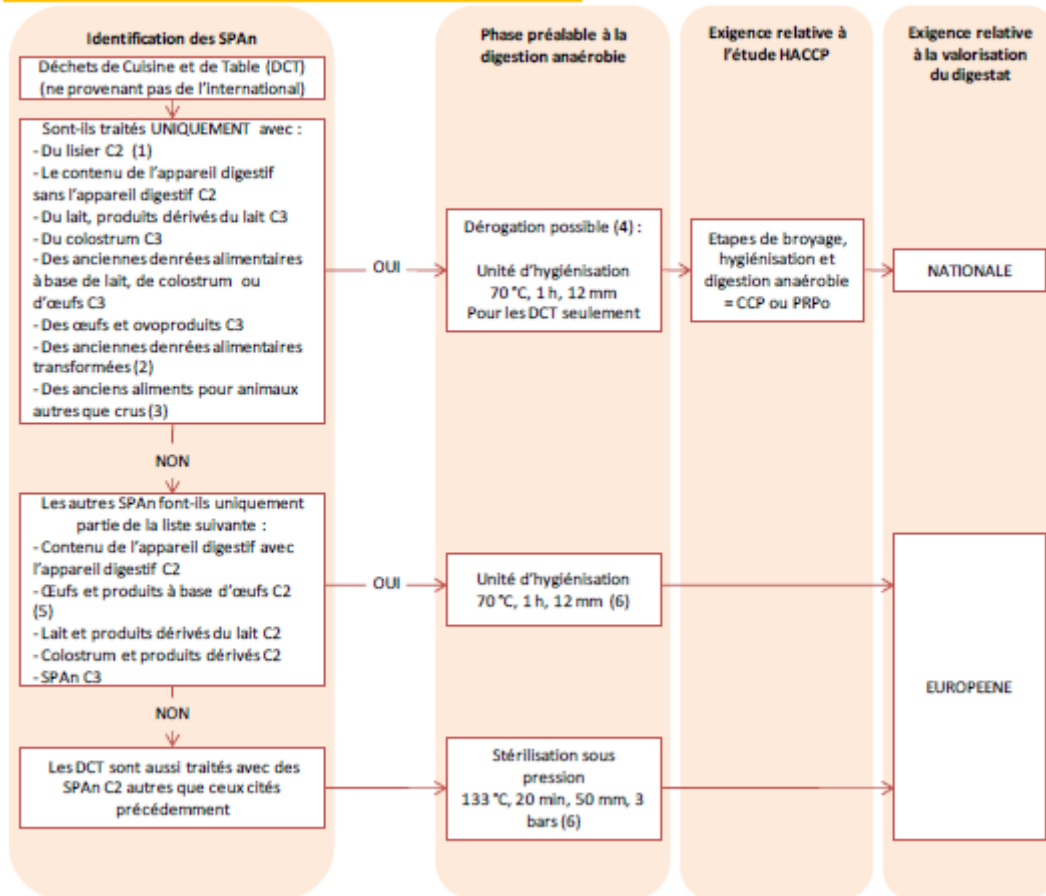 Identification des SPAn
Déchets de Cuisine et de Table (DCT)
(ne provenant pas de l'international)
Sont-ils traités UNIQUEMENT avec :
- Du lisier C2 (1)
- Le contenu de l'appareil digestif
sans l'appareil digestif C2
- Du lait, produits dérivés du lait C3
- Du colostrum C3
- Des anciennes denrées alimentaires
à base de lait, de colostrum ou
d'œufs C3
- Des œufs et ovoproduits C3
- Des anciennes denrées alimentaires
transformées (2)
- Des anciens aliments pour animaux
autres que crus (3)
OUI
NON
Les autres SPAn font-ils uniquement
partie de la liste suivante :
- Contenu de l'appareil digestif avec
l'appareil digestif C2
- Œufs et produits à base d'œufs C2
(5)
- Lait et produits dérivés du lait C2
- Colostrum et produits dérivés C2
- SPAn C3
OUI
NON
Les DCT sont aussi traités avec des
SPAn C2 autres que ceux cités
précédemment
Phase préalable à la
digestion anaérobie
Dérogation possible (4) :
Unité d'hygiénisation
70 °C, 1 h, 12 mm
Pour les DCT seulement
Unité d'hygiénisation
70 °C, 1 h, 12 mm (6)
Stérilisation sous
pression
133 °C, 20 min, 50 mm, 3
bars (6)
Exigence relative à
l'étude HACCP
Etapes de broyage,
hygiénisation et
digestion anaérobie
= CCP ou PRPo
Exigence relative
à la valorisation
du digestat
NATIONALE
EUROPEENE